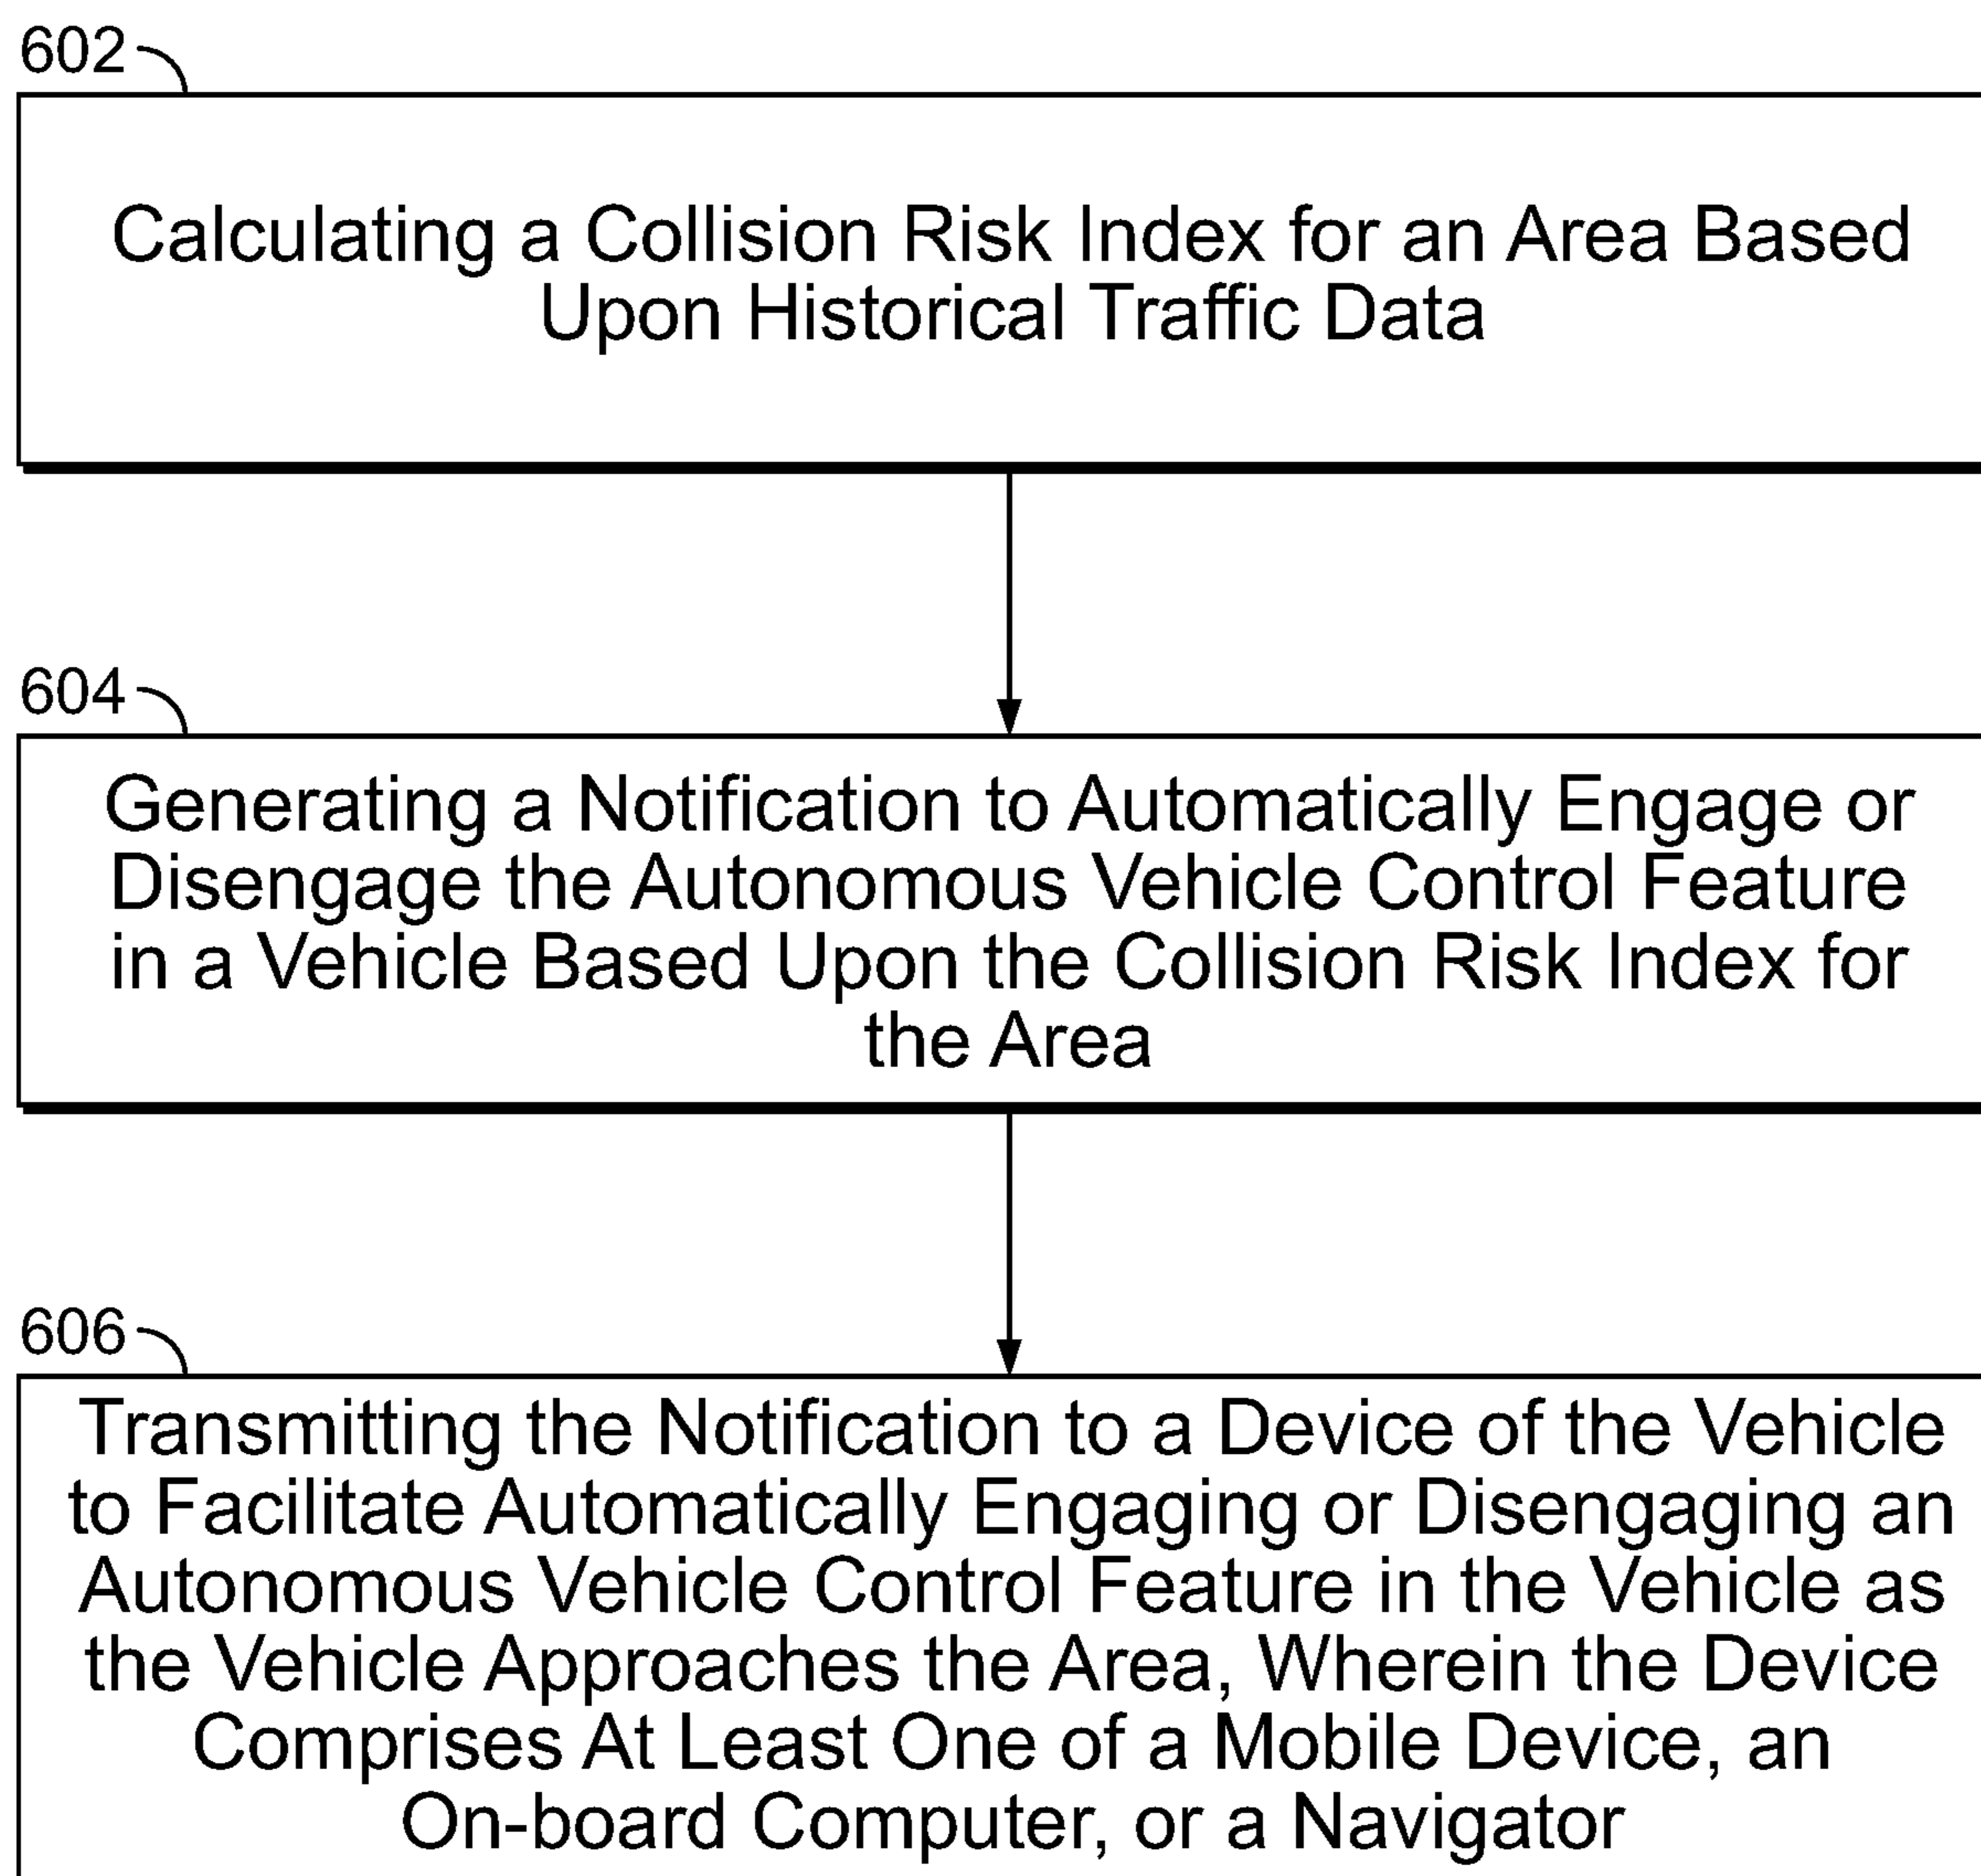 602
Calculating a Collision Risk Index for an Area Based
Upon Historical Traffic Data
604
Generating a Notification to Automatically Engage or
Disengage the Autonomous Vehicle Control Feature
in a Vehicle Based Upon the Collision Risk Index for
the Area
606
Transmitting the Notification to a Device of the Vehicle
to Facilitate Automatically Engaging or Disengaging an
Autonomous Vehicle Control Feature in the Vehicle as
the Vehicle Approaches the Area, Wherein the Device
Comprises At Least One of a Mobile Device, an
On-board Computer, or a Navigator